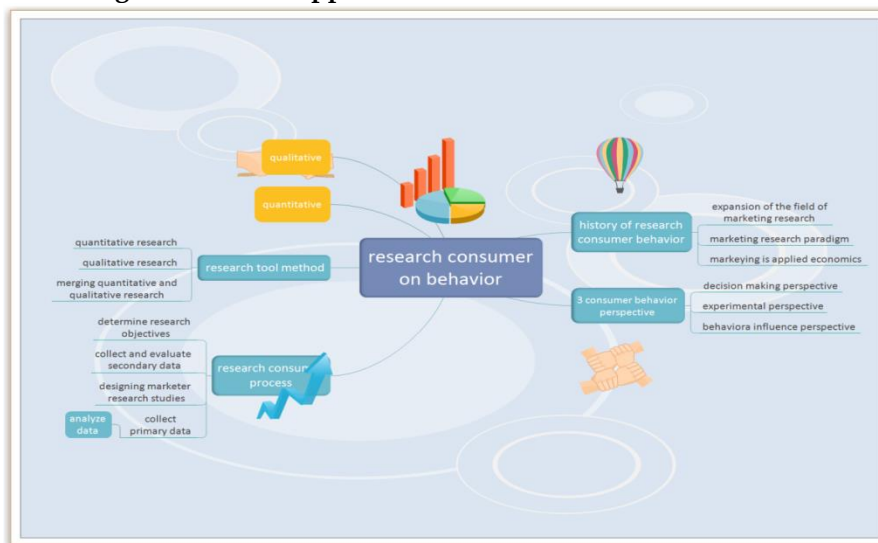 qualitative
quantitative
research consumer
on behavior
history of research
consumer behavior
expansion of the field of
marketing research
marketing research paradigm
markeying is applied economics
3 consumer behavior
perspective
decision making perspective
experimental perspective
behaviora influence perspective
research tool method
quantitative research
qualitative research
merging quantitative and
qualitative research
research
process
determine research
objectives
collect and evaluate
secondary data
designing marketer
research studies
collect
primary data
analyze
data